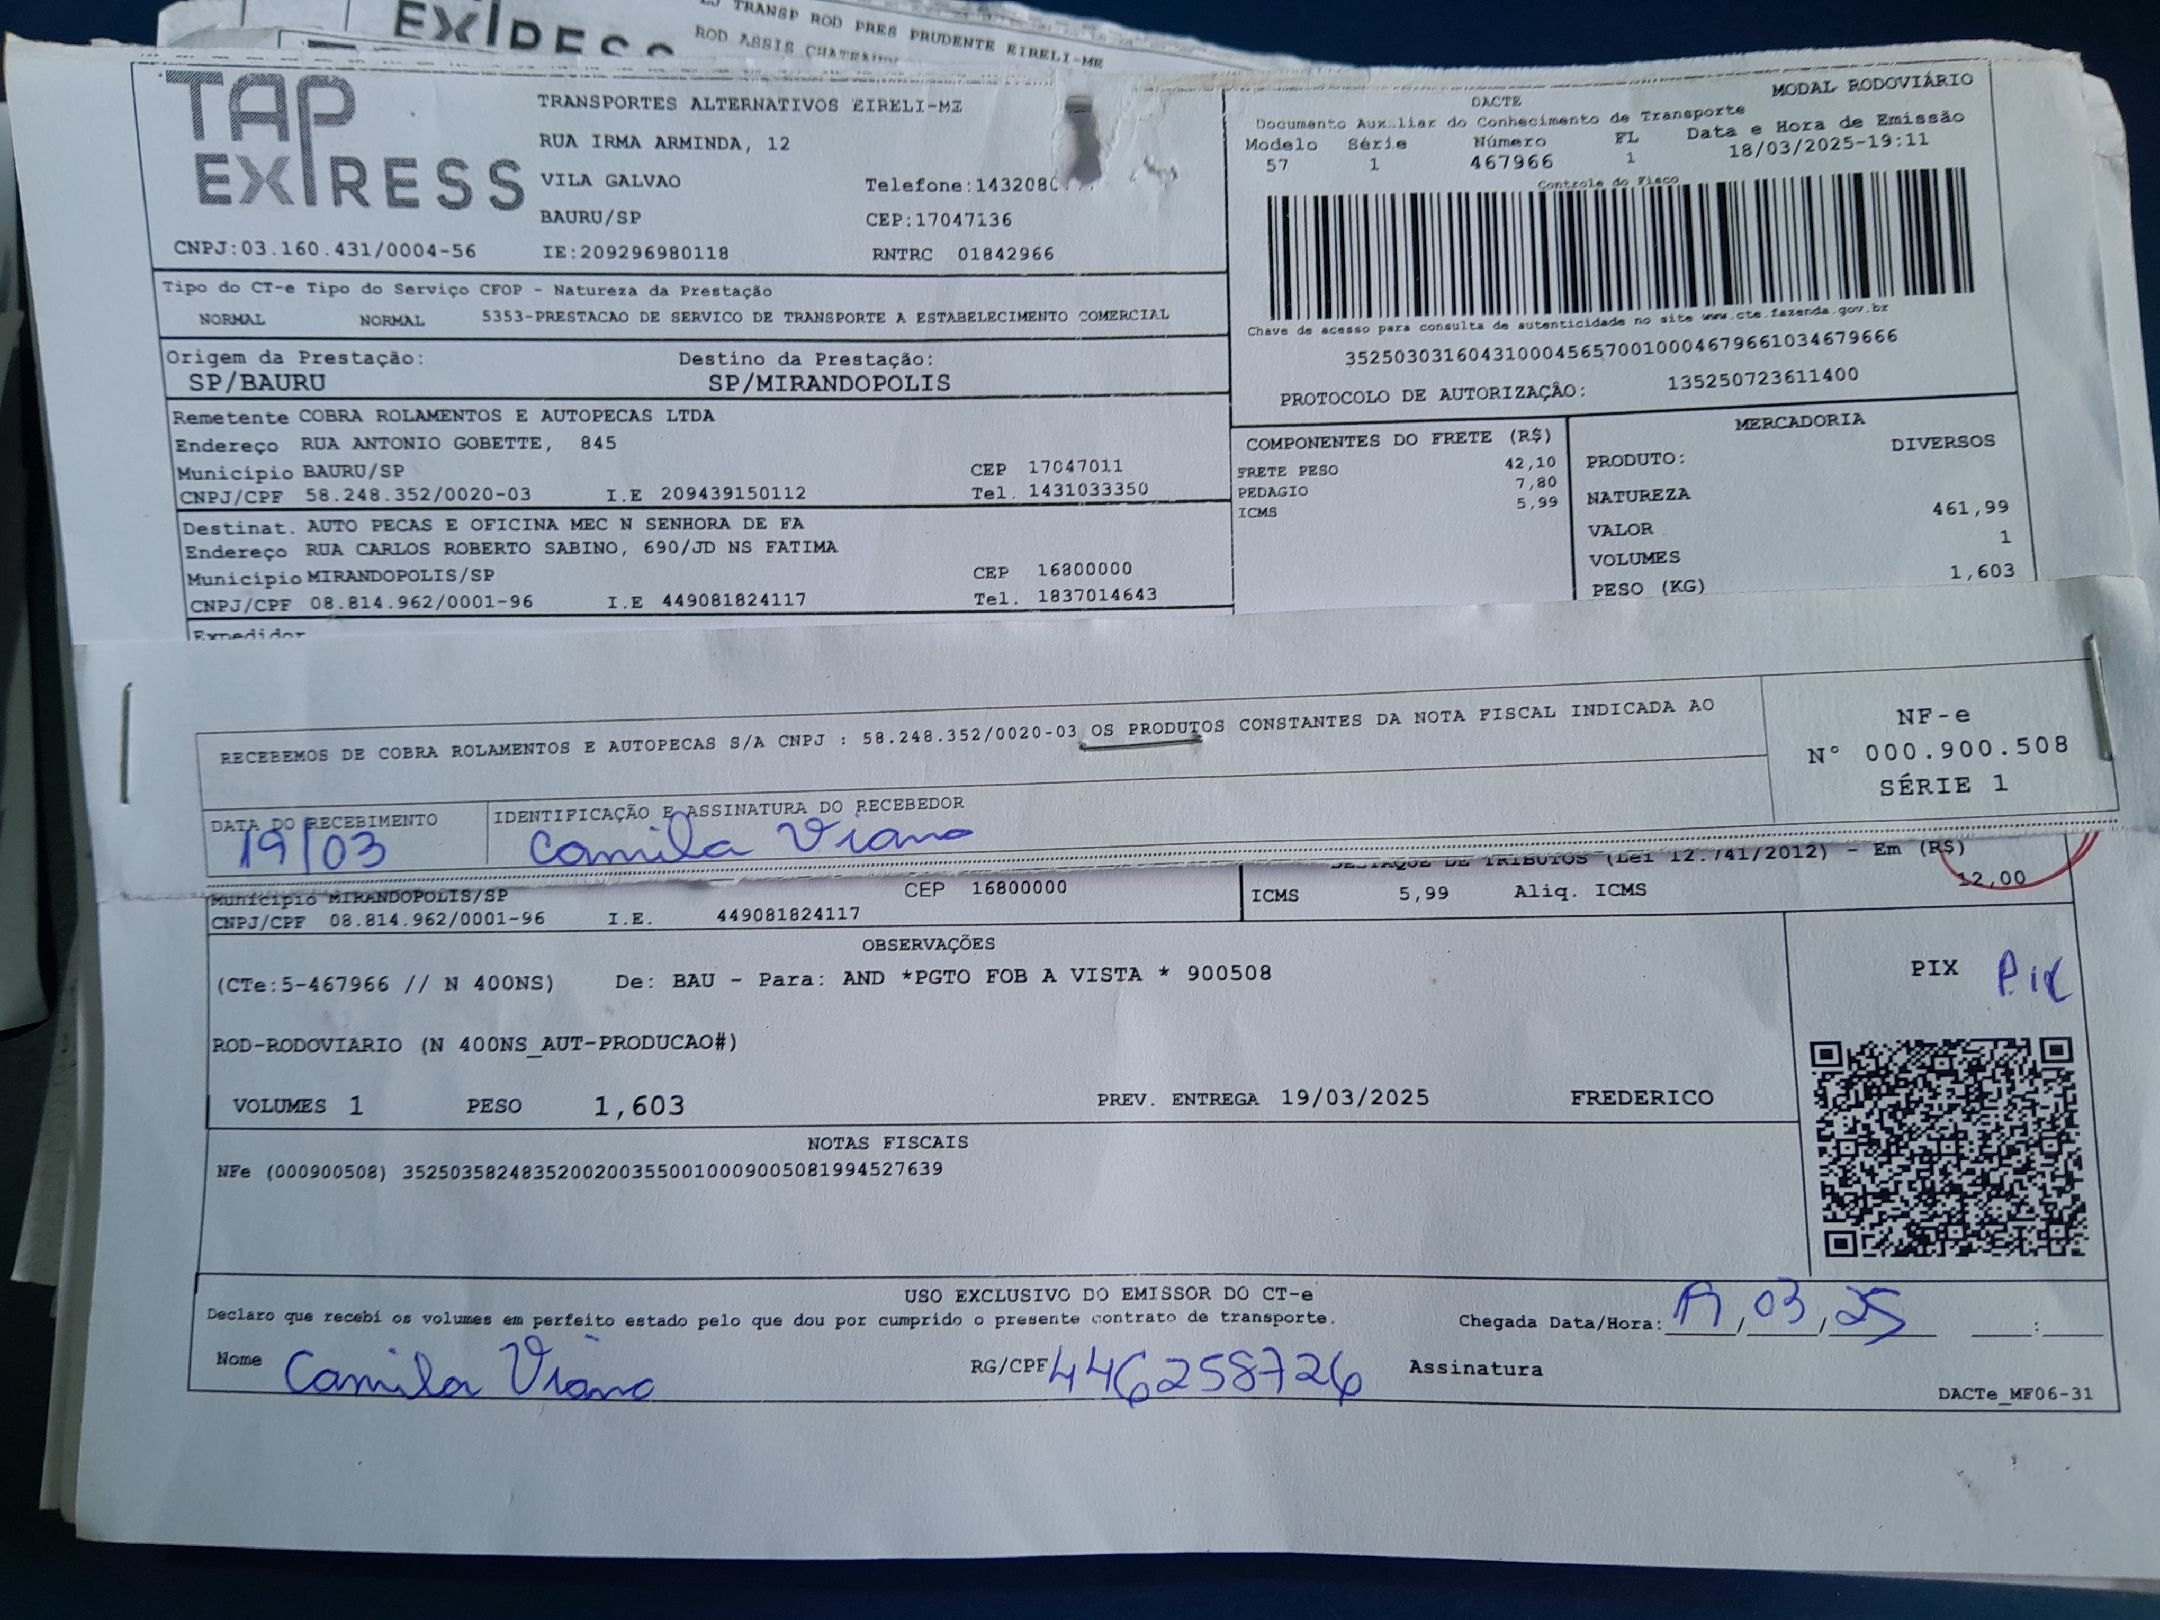 EXPRESS
TRANSP ROD PRES PRUDENTE EIRELI-ME
ROD ASSIS
TAP
EXPRESS
TRANSPORTES ALTERNATIVOS EIRELI-ME
RUA IRMA ARMINDA, 12
VILA GALVAO
Telefone:1432080
BAURU/SP
CEP:17047136
CNPJ:03.160.431/0004-56
IE:209296980118
RNTRC 01842966
DACTE
MODAL RODOVIÁRIO
Documento Auxiliar do Conhecimento de Transporte
Modelo Série Número FL Data e Hora de Emissão
57 1 467966 1 18/03/2025-19:11
Controle do Fisco
Chave de acesso para consulta de autenticidade no site www.cte.fazenda.gov.br
35250303160431000456570010004679661034679666
PROTOCOLO DE AUTORIZAÇÃO: 135250723611400
Tipo do CT-e Tipo do Serviço CFOP - Natureza da Prestação
NORMAL NORMAL 5353-PRESTACAO DE SERVICO DE TRANSPORTE A ESTABELECIMENTO COMERCIAL
Origem da Prestação: Destino da Prestação:
SP/BAURU SP/MIRANDOPOLIS
Remetente COBRA ROLAMENTOS E AUTOPECAS LTDA
Endereço RUA ANTONIO GOBETTE, 845
Município BAURU/SP CEP 17047011
CNPJ/CPF 58.248.352/0020-03 I.E 209439150112 Tel. 1431033350
Destinat. AUTO PECAS E OFICINA MEC N SENHORA DE FA
Endereço RUA CARLOS ROBERTO SABINO, 690/JD NS FATIMA
Município MIRANDOPOLIS/SP CEP 16800000
CNPJ/CPF 08.814.962/0001-96 I.E 449081824117 Tel. 1837014643
Expedidor
COMPONENTES DO FRETE (R$)
FRETE PESO 42,10
PEDAGIO 7,80
ICMS 5,99
MERCADORIA
PRODUTO: DIVERSOS
NATUREZA
VALOR 461,99
VOLUMES 1
PESO (KG) 1,603
RECEBEMOS DE COBRA ROLAMENTOS E AUTOPECAS S/A CNPJ : 58.248.352/0020-03 OS PRODUTOS CONSTANTES DA NOTA FISCAL INDICADA AO
NF-e
N° 000.900.508
SÉRIE 1
DATA DO RECEBIMENTO IDENTIFICAÇÃO E ASSINATURA DO RECEBEDOR
19/03 Camila Viana
DESTAQUE DE TRIBUTOS (Lei 12.741/2012) - Em (R$)
Município MIRANDOPOLIS/SP CEP 16800000
ICMS 5,99 Aliq. ICMS 12,00
CNPJ/CPF 08.814.962/0001-96 I.E. 449081824117
OBSERVAÇÕES
(CTe:5-467966 // N 400NS) De: BAU - Para: AND *PGTO FOB A VISTA * 900508
PIX Pix
ROD-RODOVIARIO (N 400NS_AUT-PRODUCAO#)
VOLUMES 1 PESO 1,603 PREV. ENTREGA 19/03/2025 FREDERICO
NOTAS FISCAIS
NFe (000900508) 35250358248352002003550010009005081994527639
USO EXCLUSIVO DO EMISSOR DO CT-e
Declaro que recebi os volumes em perfeito estado pelo que dou por cumprido o presente contrato de transporte.
Chegada Data/Hora: 19/03/25 :
Nome Camila Viana RG/CPF 446258726 Assinatura
DACTe_MF06-31